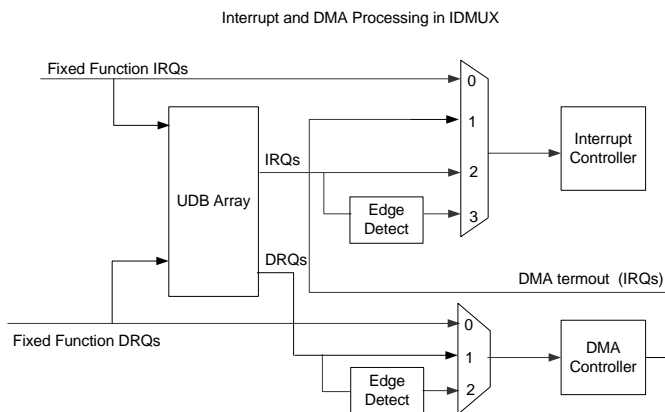 Interrupt and DMA Processing in IDMUX
Fixed Function IRQs
0
1
2
3
Interrupt
Controller
UDB Array
IRQs
Edge
Detect
DRQs
DMA termout (IRQs)
Fixed Function DRQs
0
1
2
DMA
Controller
Edge
Detect